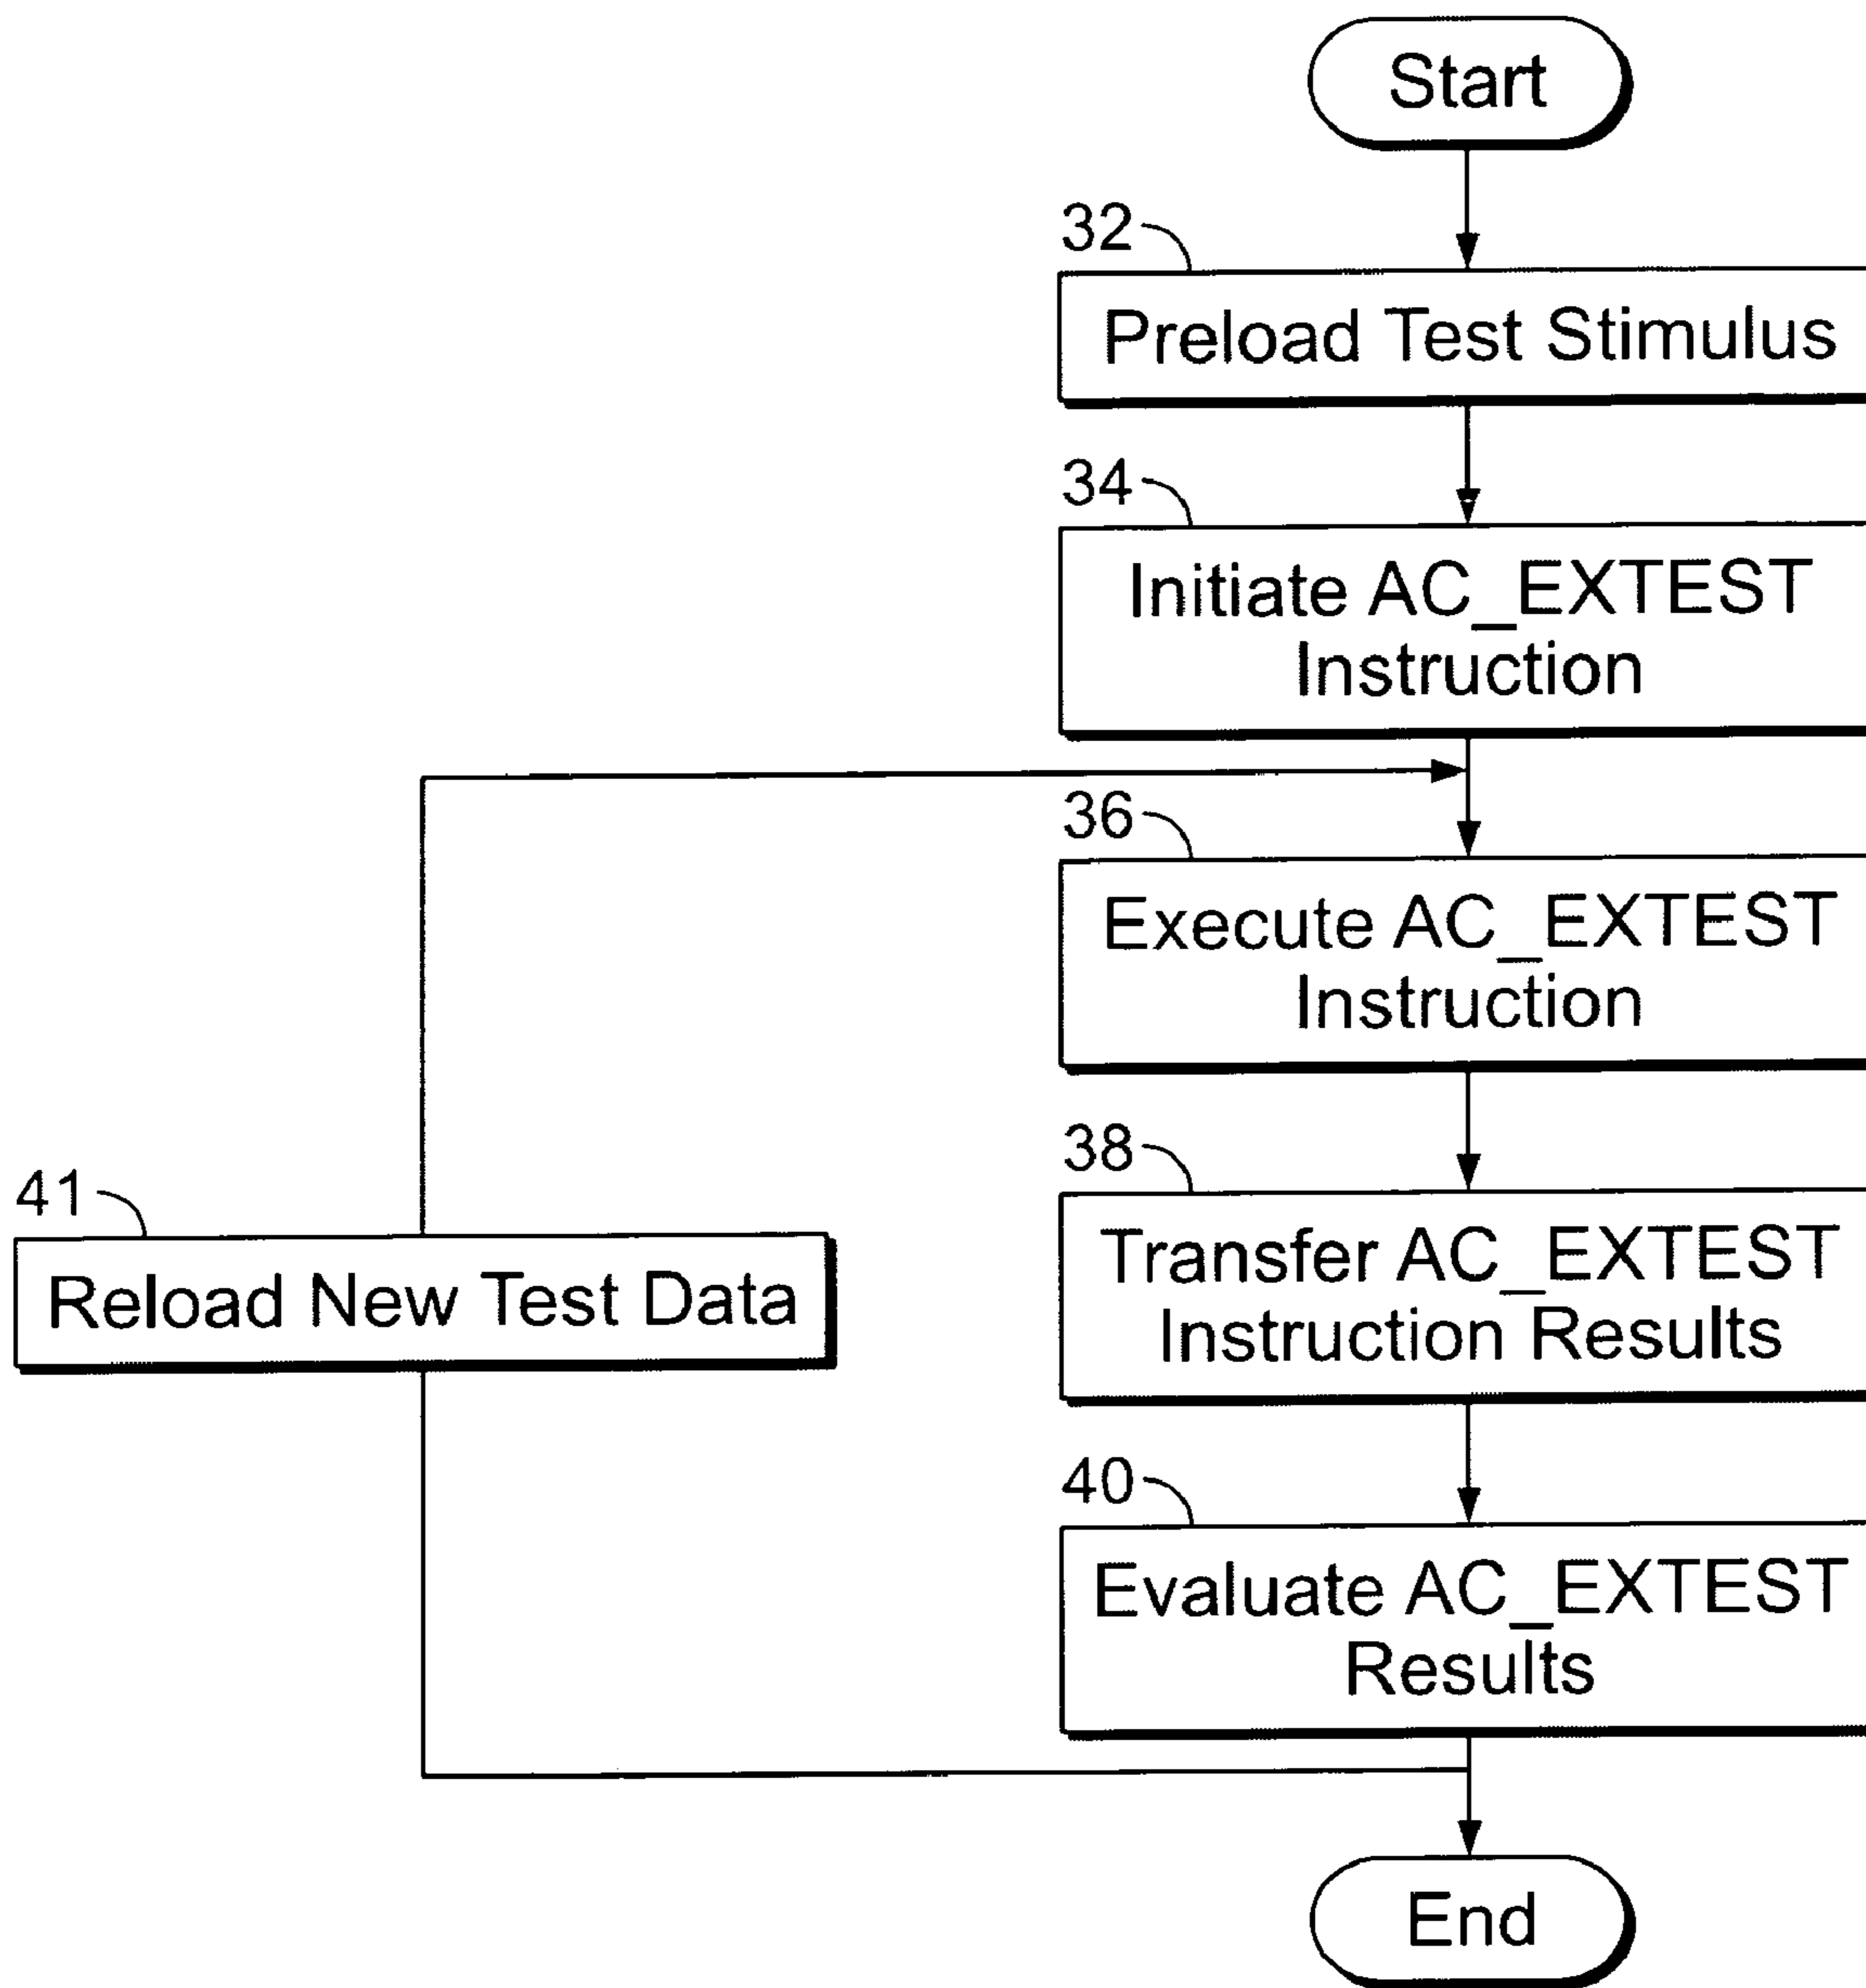 Start
32
Preload Test Stimulus
34
Initiate AC_EXTEST
Instruction
36
Execute AC_EXTEST
Instruction
38
Transfer AC_EXTEST
Instruction Results
41
Reload New Test Data
40
Evaluate AC_EXTEST
Results
End